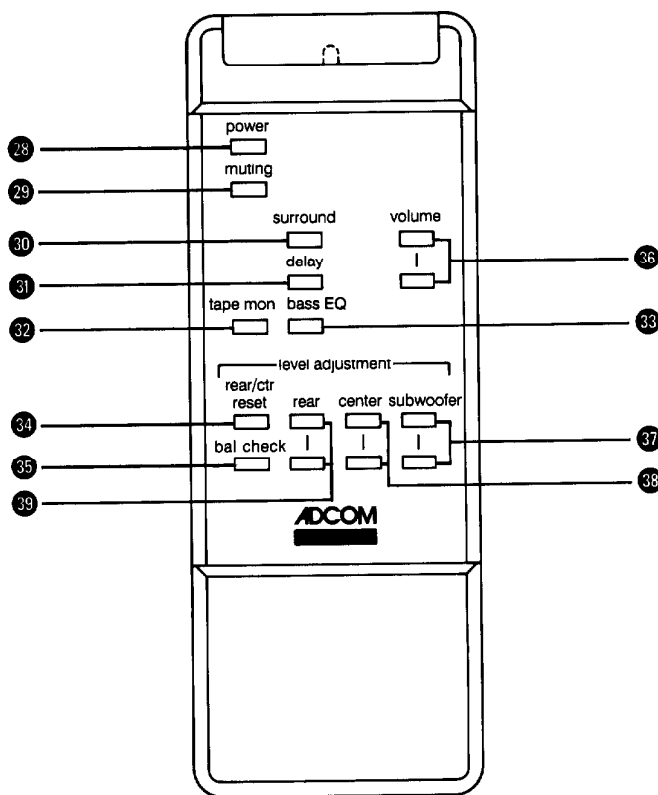 power
28
muting
29
surround
volume
30
36
delay
31
tape mon bass EQ
32
33
level adjustment
rear/ctr
reset
rear center subwoofer
34
37
bal check
35
38
39
ADCOM